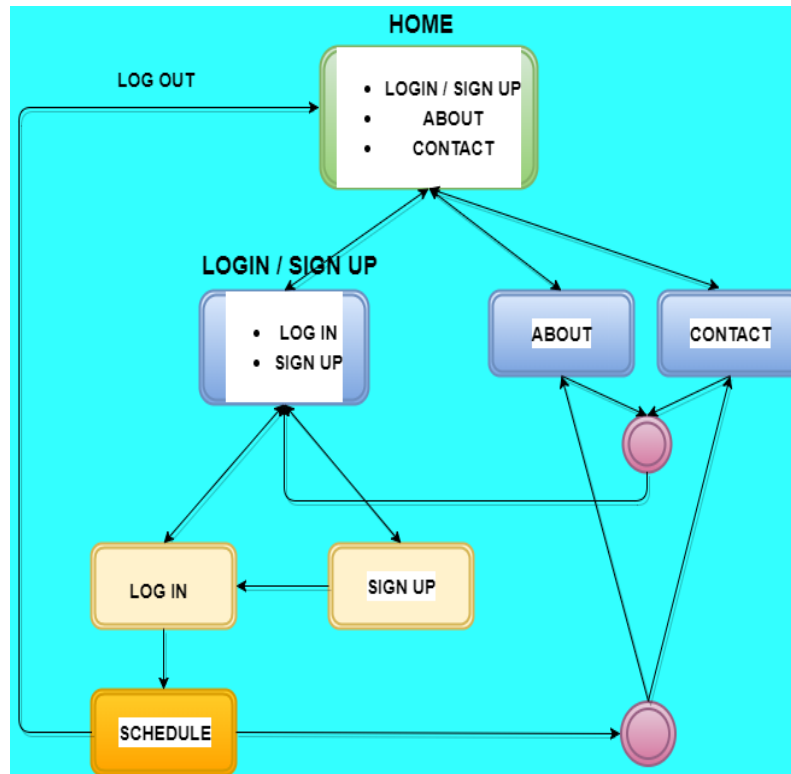 HOME
LOG OUT
• LOGIN / SIGN UP
• ABOUT
• CONTACT
LOGIN / SIGN UP
• LOG IN
• SIGN UP
ABOUT
CONTACT
LOG IN
SIGN UP
SCHEDULE